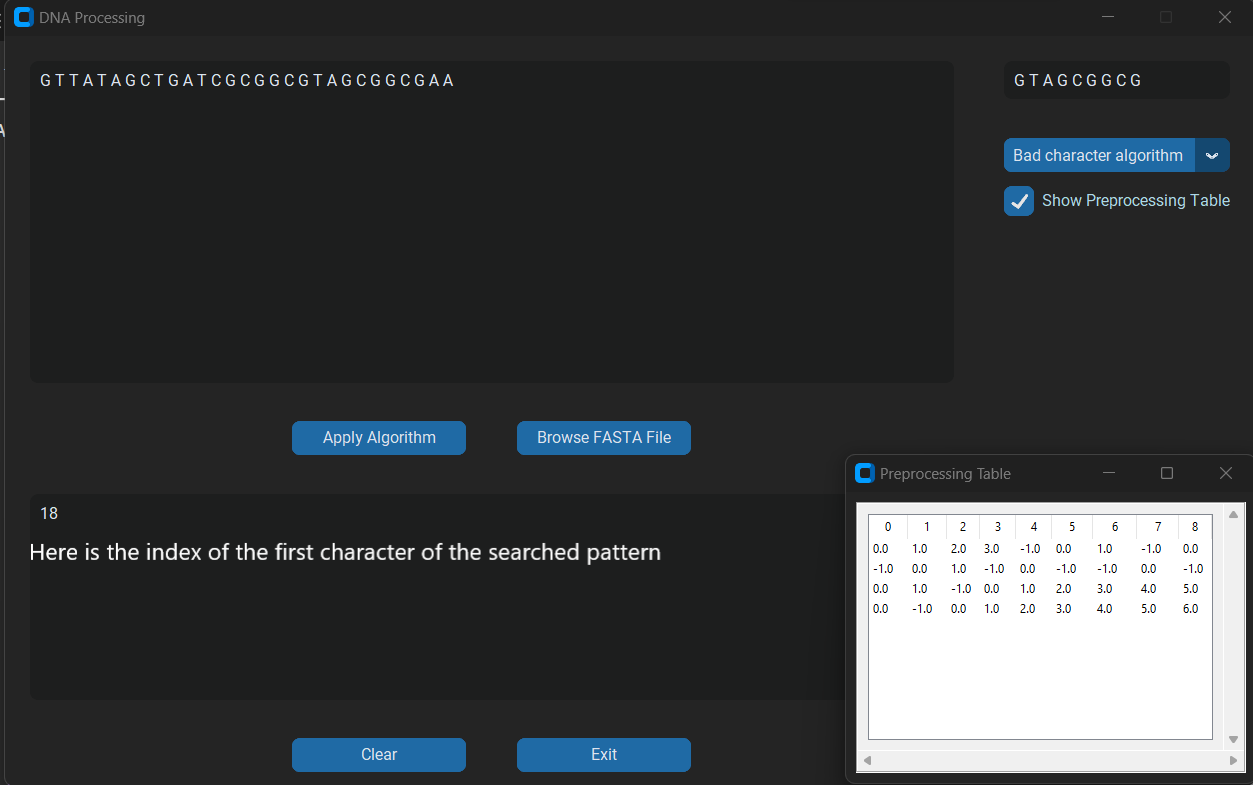 DNA Processing
G T T A T A G C T G A T C G C G G C G T A G C G G C G A A
G T A G C G G C G
Bad character algorithm
Show Preprocessing Table
Apply Algorithm
Browse FASTA File
18
Here is the index of the first character of the searched pattern
Clear
Exit
Preprocessing Table
0 1 2 3 4 5 6 7 8
0.0 1.0 2.0 3.0 -1.0 0.0 1.0 -1.0 0.0
-1.0 0.0 1.0 -1.0 0.0 -1.0 -1.0 0.0 -1.0
0.0 1.0 -1.0 0.0 1.0 2.0 3.0 4.0 5.0
0.0 -1.0 0.0 1.0 2.0 3.0 4.0 5.0 6.0